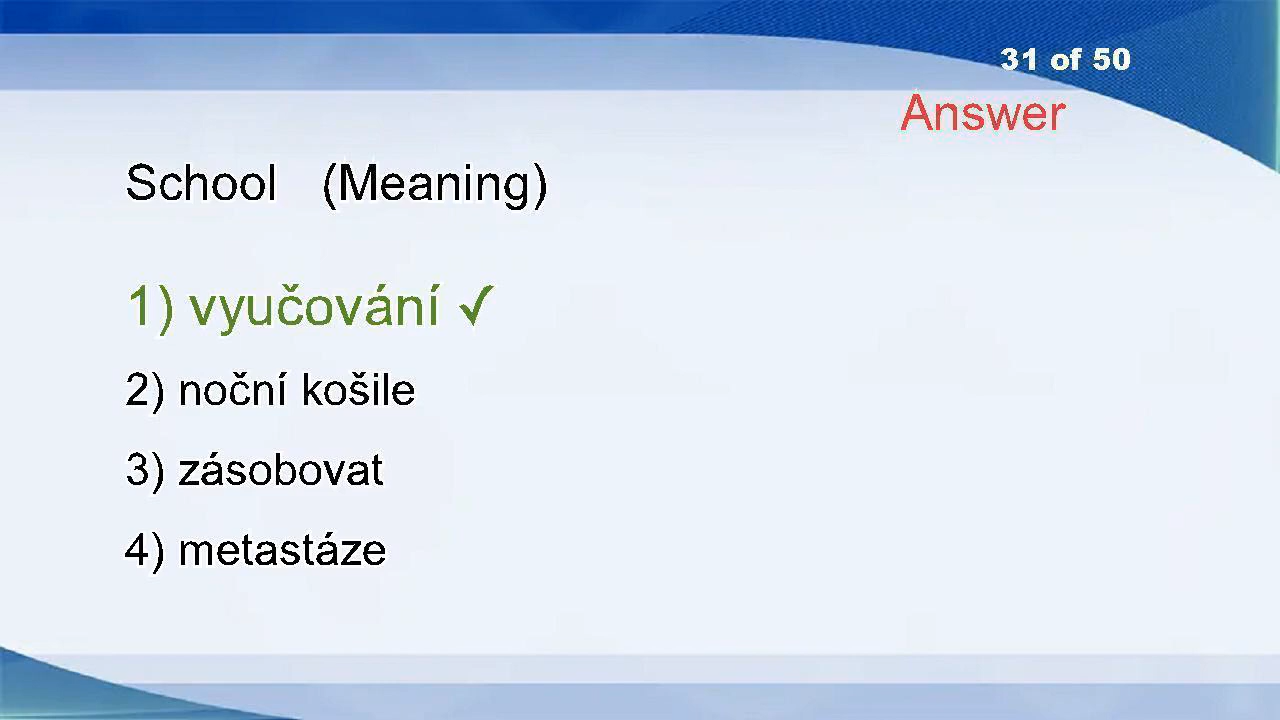 31 of 50
Answer
School (Meaning)
1) vyučování ✓
2) noční košile
3) zásobovat
4) metastáze